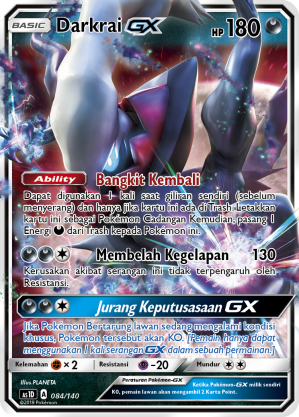 BASIC Darkrai GX HP 180
Ability Bangkit Kembali
Dapat digunakan 1 kali saat giliran sendiri (sebelum
menyerang) dan hanya jika kartu ini ada di Trash. Letakkan
kartu ini sebagai Pokémon Cadangan. Kemudian, pasang 1
Energi dari Trash kepada Pokémon ini.
Membelah Kegelapan 130
Kerusakan akibat serangan ini tidak terpengaruh oleh
Resistansi.
Jurang Keputusasaan GX
Jika Pokémon Bertarung lawan sedang mengalami kondisi
khusus, Pokémon tersebut akan KO. [Pemain hanya dapat
menggunakan 1 kali serangan GX dalam sebuah permainan.]
Kelemahan ×2 Resistansi -20 Mundur
Illus. PLANETA
Peraturan Pokémon-GX
Ketika Pokémon-GX milik sendiri
KO, pemain lawan akan mengambil 2 Kartu Point.
AS1D A 084/140
©2019 Pokémon